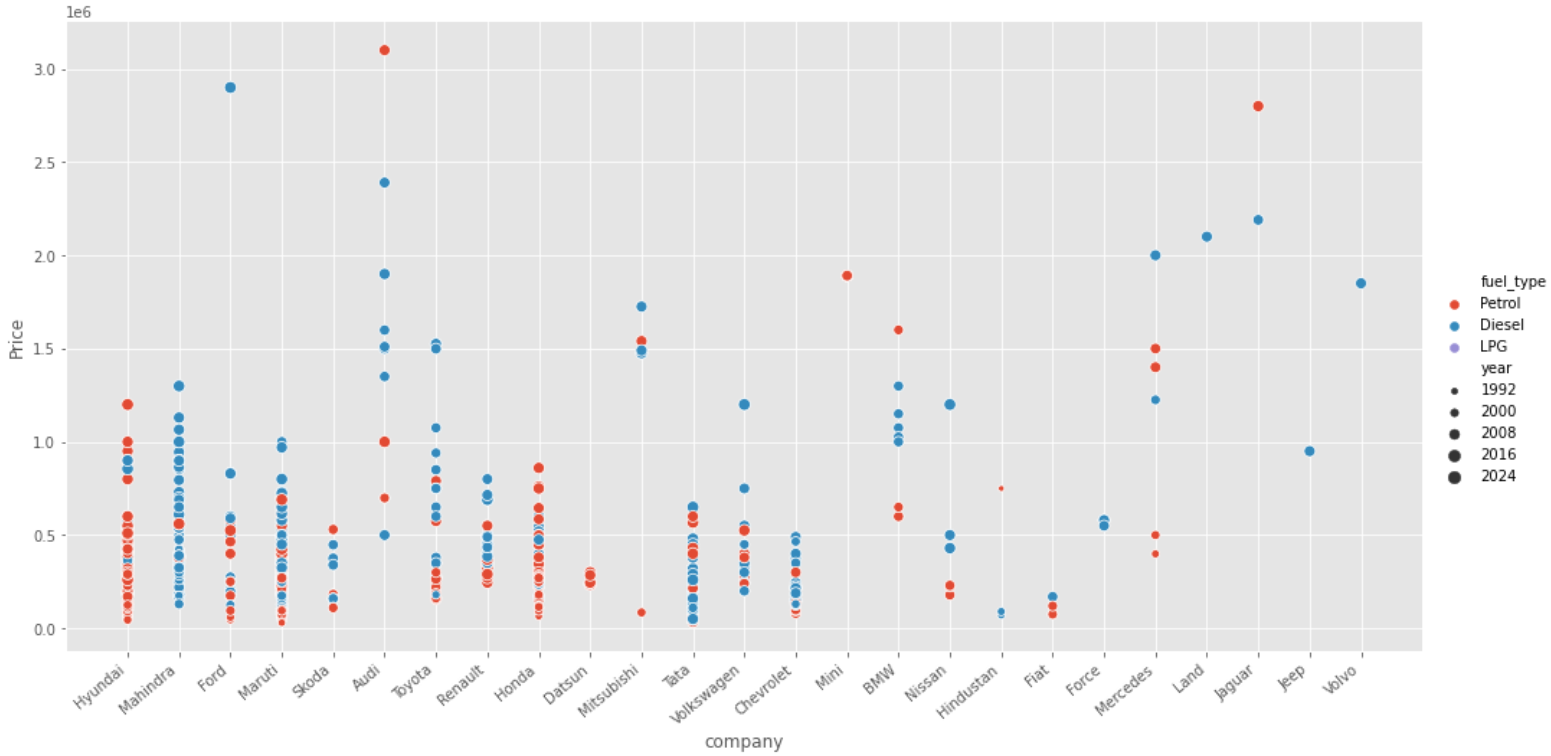 1e6
3.0
2.5
2.0
1.5
1.0
0.5
0.0
Price
Hyundai
Mahindra
Ford
Maruti
Skoda
Audi
Toyota
Renault
Honda
Datsun
Mitsubishi
Tata
Volkswagen
Chevrolet
Mini
BMW
Nissan
Hindustan
Fiat
Force
Mercedes
Land
Jaguar
Jeep
Volvo
company
fuel_type
Petrol
Diesel
LPG
year
1992
2000
2008
2016
2024